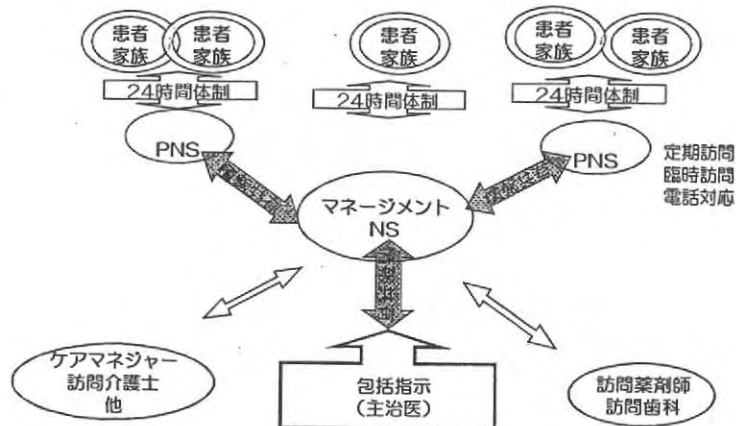 患者
家族
患者
家族
患者
家族
患者
家族
患者
家族
24時間体制
24時間体制
24時間体制
PNS
PNS
定期訪問
臨時訪問
電話対応
マネージメント
NS
ケアマネジャー
訪問介護士
他
包括指示
（主治医）
訪問薬剤師
訪問歯科